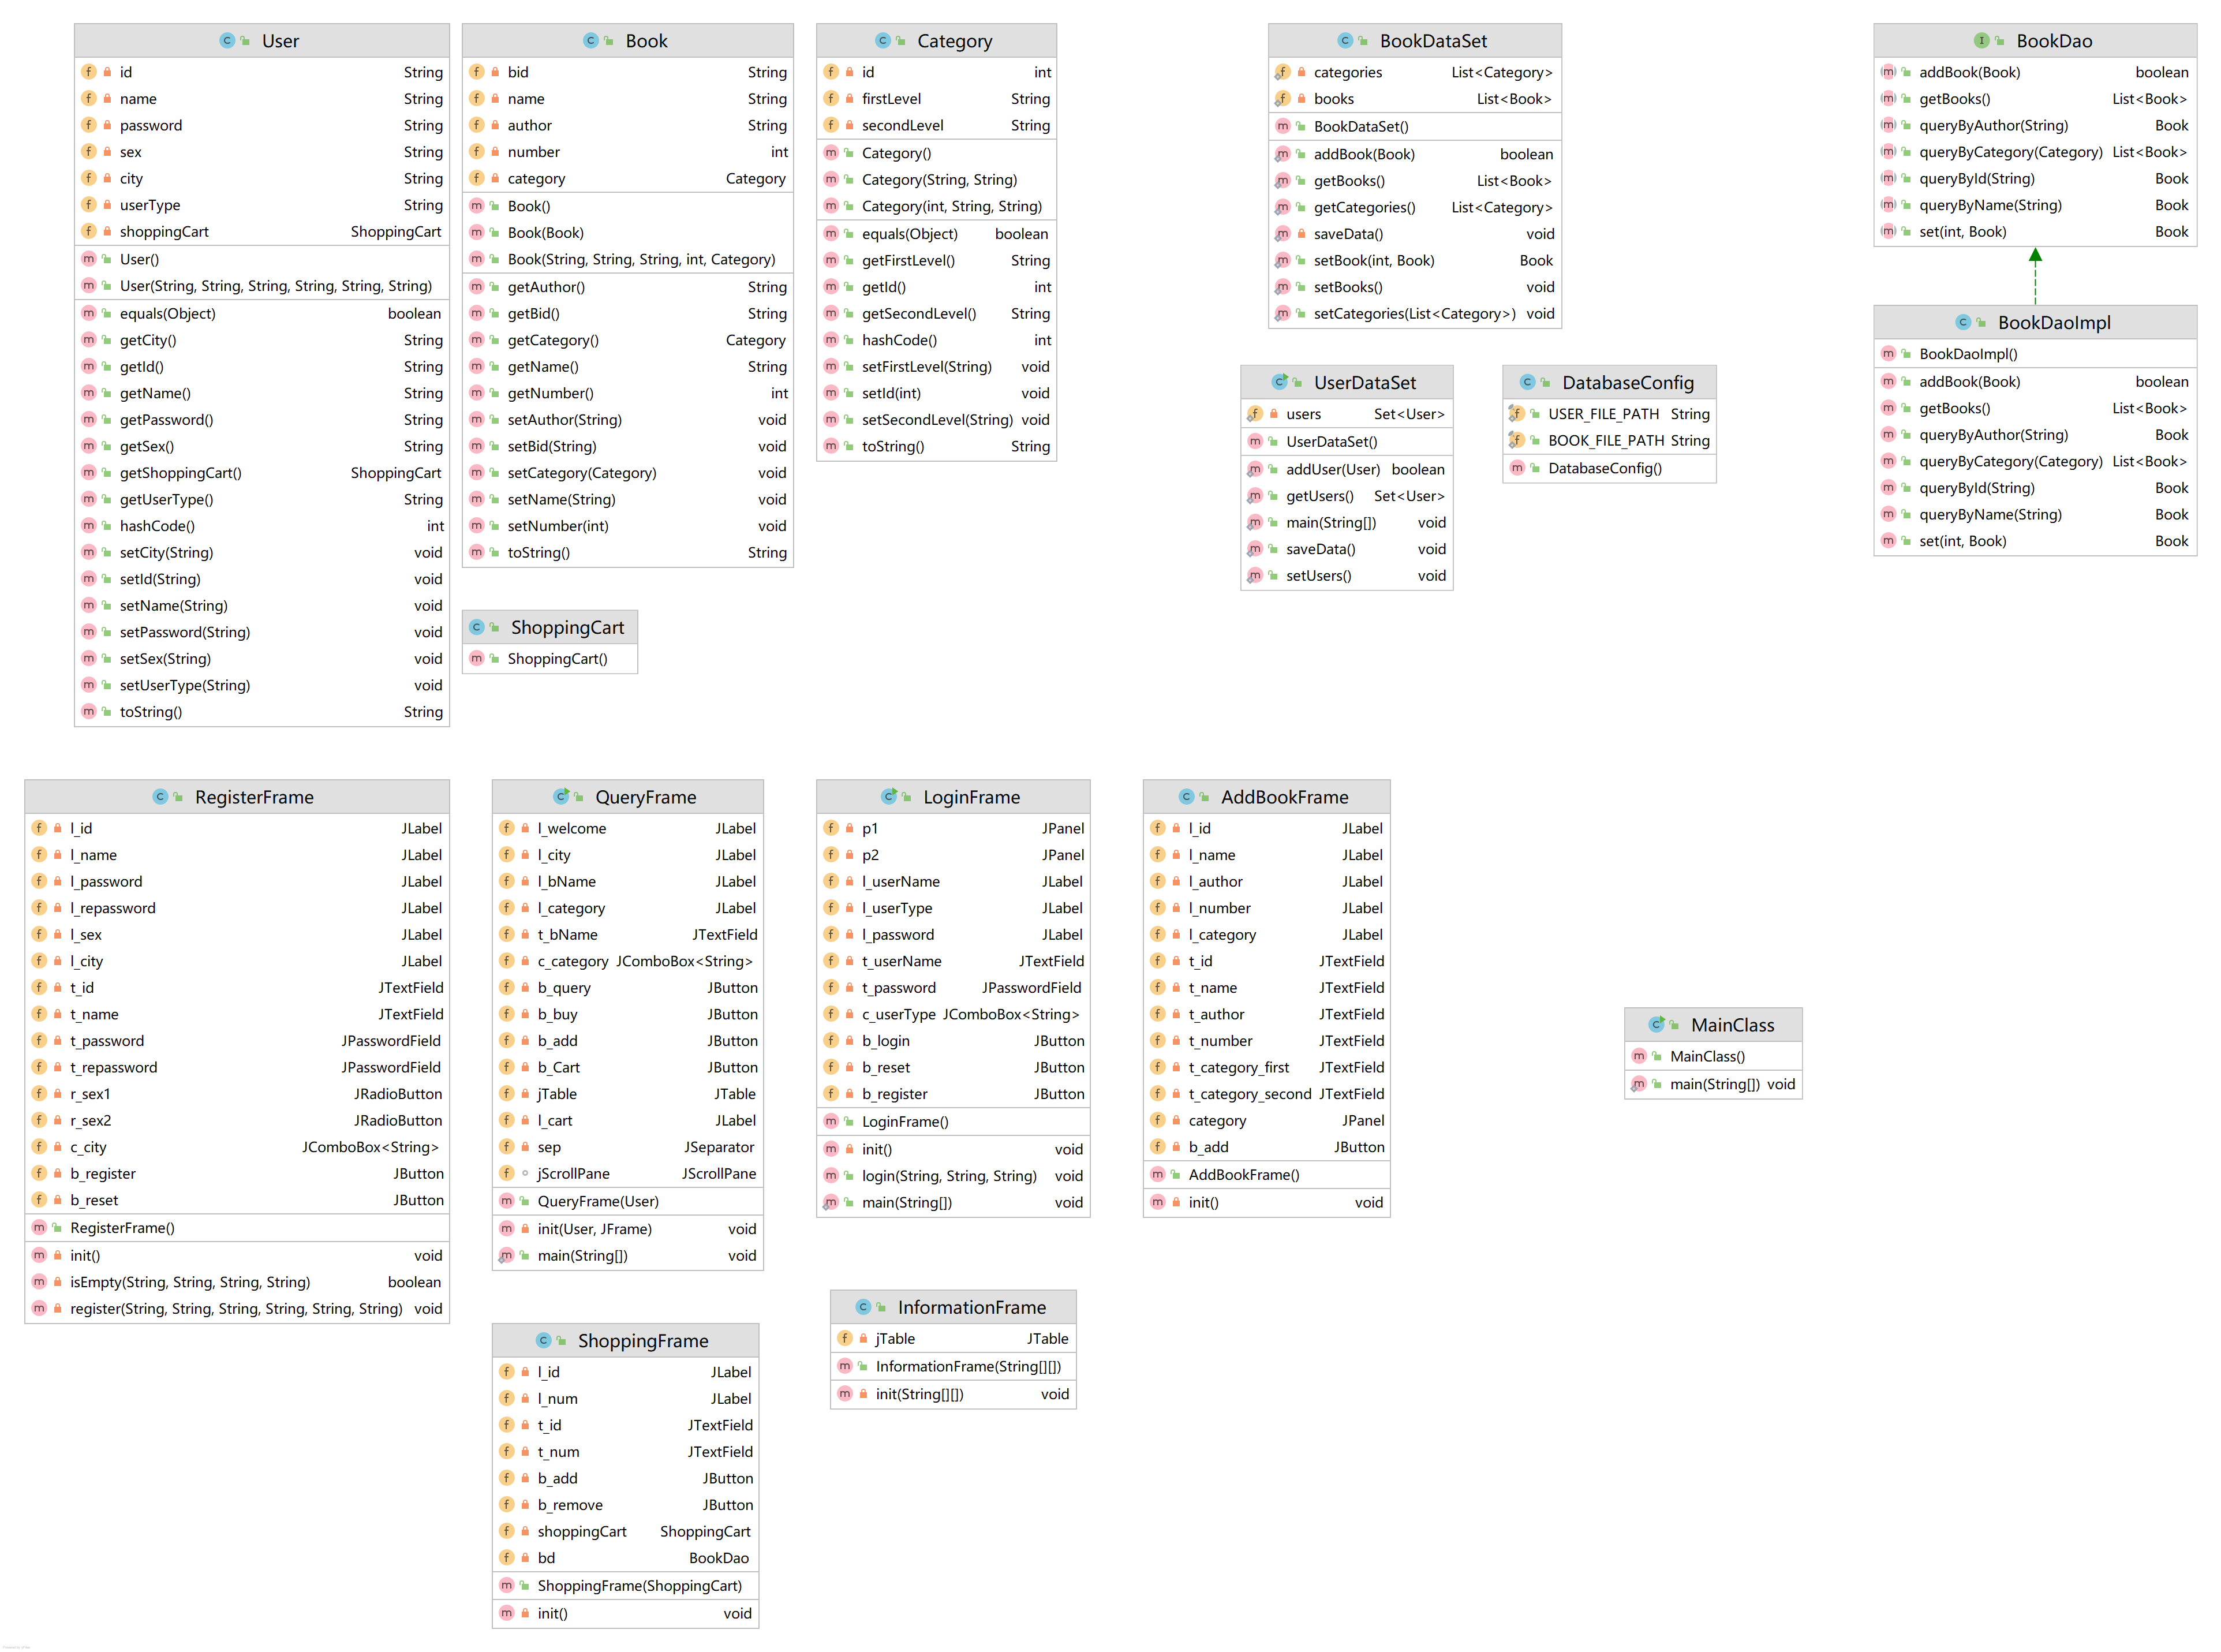 User
id String
name String
password String
sex String
city String
userType String
shoppingCart ShoppingCart
User()
User(String, String, String, String, String, String)
equals(Object) boolean
getCity() String
getId() String
getName() String
getPassword() String
getSex() String
getShoppingCart() ShoppingCart
getUserType() String
hashCode() int
setCity(String) void
setId(String) void
setName(String) void
setPassword(String) void
setSex(String) void
setUserType(String) void
toString() String
Book
bid String
name String
author String
number int
category Category
Book()
Book(Book)
Book(String, String, String, int, Category)
getAuthor() String
getBid() String
getCategory() Category
getName() String
getNumber() int
setAuthor(String) void
setBid(String) void
setCategory(Category) void
setName(String) void
setNumber(int) void
toString() String
ShoppingCart
ShoppingCart()
Category
id int
firstLevel String
secondLevel String
Category()
Category(String, String)
Category(int, String, String)
equals(Object) boolean
getFirstLevel() String
getId() int
getSecondLevel() String
hashCode() int
setFirstLevel(String) void
setId(int) void
setSecondLevel(String) void
toString() String
BookDataSet
categories List<Category>
books List<Book>
BookDataSet()
addBook(Book) boolean
getBooks() List<Book>
getCategories() List<Category>
saveData() void
setBook(int, Book) Book
setBooks() void
setCategories(List<Category>) void
UserDataSet
users Set<User>
UserDataSet()
addUser(User) boolean
getUsers() Set<User>
main(String[]) void
saveData() void
setUsers() void
DatabaseConfig
USER_FILE_PATH String
BOOK_FILE_PATH String
DatabaseConfig()
BookDao
addBook(Book) boolean
getBooks() List<Book>
queryByAuthor(String) Book
queryByCategory(Category) List<Book>
queryById(String) Book
queryByName(String) Book
set(int, Book) Book
BookDaoImpl
BookDaoImpl()
addBook(Book) boolean
getBooks() List<Book>
queryByAuthor(String) Book
queryByCategory(Category) List<Book>
queryById(String) Book
queryByName(String) Book
set(int, Book) Book
RegisterFrame
l_id JLabel
l_name JLabel
l_password JLabel
l_repassword JLabel
l_sex JLabel
l_city JLabel
t_id JTextField
t_name JTextField
t_password JPasswordField
t_repassword JPasswordField
r_sex1 JRadioButton
r_sex2 JRadioButton
c_city JComboBox<String>
b_register JButton
b_reset JButton
RegisterFrame()
init() void
isEmpty(String, String, String, String) boolean
register(String, String, String, String, String, String) void
QueryFrame
l_welcome JLabel
l_city JLabel
l_bName JLabel
l_category JLabel
t_bName JTextField
c_category JComboBox<String>
b_query JButton
b_buy JButton
b_add JButton
b_Cart JButton
jTable JTable
l_cart JLabel
sep JSeparator
jScrollPane JScrollPane
QueryFrame(User)
init(User, JFrame) void
main(String[]) void
ShoppingFrame
l_id JLabel
l_num JLabel
t_id JTextField
t_num JTextField
b_add JButton
b_remove JButton
shoppingCart ShoppingCart
bd BookDao
ShoppingFrame(ShoppingCart)
init() void
LoginFrame
p1 JPanel
p2 JPanel
l_userName JLabel
l_userType JLabel
l_password JLabel
t_userName JTextField
t_password JPasswordField
c_userType JComboBox<String>
b_login JButton
b_reset JButton
b_register JButton
LoginFrame()
init() void
login(String, String, String) void
main(String[]) void
InformationFrame
jTable JTable
InformationFrame(String[][])
init(String[][]) void
AddBookFrame
l_id JLabel
l_name JLabel
l_author JLabel
l_number JLabel
l_category JLabel
t_id JTextField
t_name JTextField
t_author JTextField
t_number JTextField
t_category_first JTextField
t_category_second JTextField
category JPanel
b_add JButton
AddBookFrame()
init() void
MainClass
MainClass()
main(String[]) void